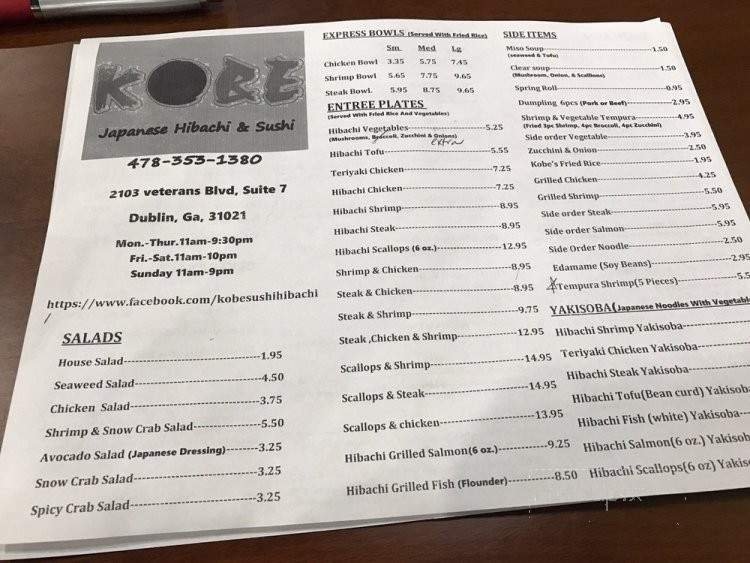 KOBE
Japanese Hibachi & Sushi
478-353-1380
2103 veterans Blvd, Suite 7
Dublin, Ga, 31021
Mon.-Thur.11am-9:30pm
Fri.-Sat.11am-10pm
Sunday 11am-9pm
https://www.facebook.com/kobesushihibachi
/
SALADS
House Salad 1.95
Seaweed Salad 4.50
Chicken Salad 3.75
Shrimp & Snow Crab Salad 5.50
Avocado Salad (Japanese Dressing) 3.25
Snow Crab Salad 3.25
Spicy Crab Salad 3.25
EXPRESS BOWLS (Served With Fried Rice)
Sm. Med Lg
Chicken Bowl 3.35 5.75 7.45
Shrimp Bowl 5.65 7.75 9.65
Steak Bowl. 5.95 8.75 9.65
ENTREE PLATES
(Served With Fried Rice And Vegetables)
Hibachi Vegetables 5.25
(Mushrooms, Broccoli, Zucchini & Onions)
extra
Hibachi Tofu 5.55
Teriyaki Chicken 7.25
Hibachi Chicken 7.25
Hibachi Shrimp 8.95
Hibachi Steak 8.95
Hibachi Scallops (6 oz.) 12.95
Shrimp & Chicken 8.95
Steak & Chicken 8.95
Steak & Shrimp 9.75
Steak ,Chicken & Shrimp 12.95
Scallops & Shrimp 14.95
Scallops & Steak 14.95
Scallops & chicken 13.95
Hibachi Grilled Salmon(6 oz.) 9.25
Hibachi Grilled Fish (Flounder) 8.50
SIDE ITEMS
Miso Soup 1.50
(seaweed & Tofu)
Clear soup 1.50
(Mushroom, Onion, & Scallions)
Spring Roll 0.95
Dumpling 6pcs (Pork or Beef) 2.95
Shrimp & Vegetable Tempura 4.95
(Fried 3pc Shrimp, 4pc Broccoli, 4pc Zucchini)
Side order Vegetable 3.95
Zucchini & Onion 2.50
Kobe's Fried Rice 1.95
Grilled Chicken 4.25
Grilled Shrimp 5.50
Side order Steak 5.95
Side order Salmon 5.95
Side Order Noodle 2.50
Edamame (Soy Beans) 2.95
Tempura Shrimp(5 Pieces) 5.5
YAKISOBA(Japanese Noodles With Vegetabl
Hibachi Shrimp Yakisoba
Teriyaki Chicken Yakisoba
Hibachi Steak Yakisoba
Hibachi Tofu(Bean curd) Yakisoba
Hibachi Fish (white) Yakisoba
Hibachi Salmon(6 oz.) Yakisob
Hibachi Scallops(6 oz) Yakiso